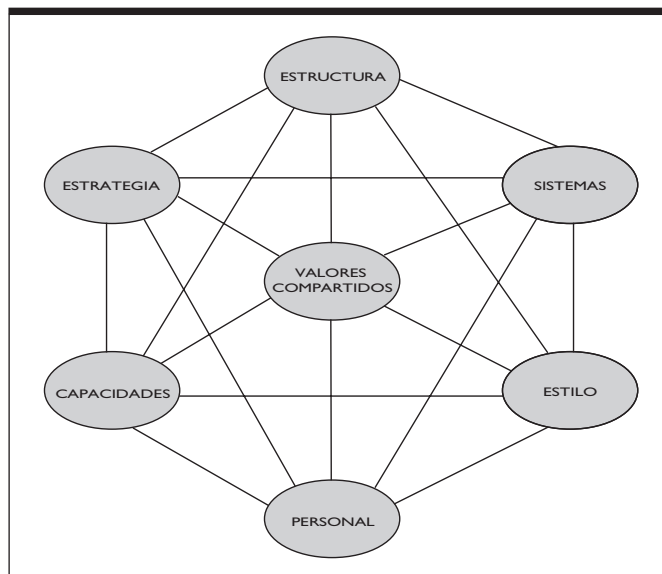 ESTRUCTURA
ESTRATEGIA
SISTEMAS
VALORES
COMPARTIDOS
CAPACIDADES
ESTILO
PERSONAL